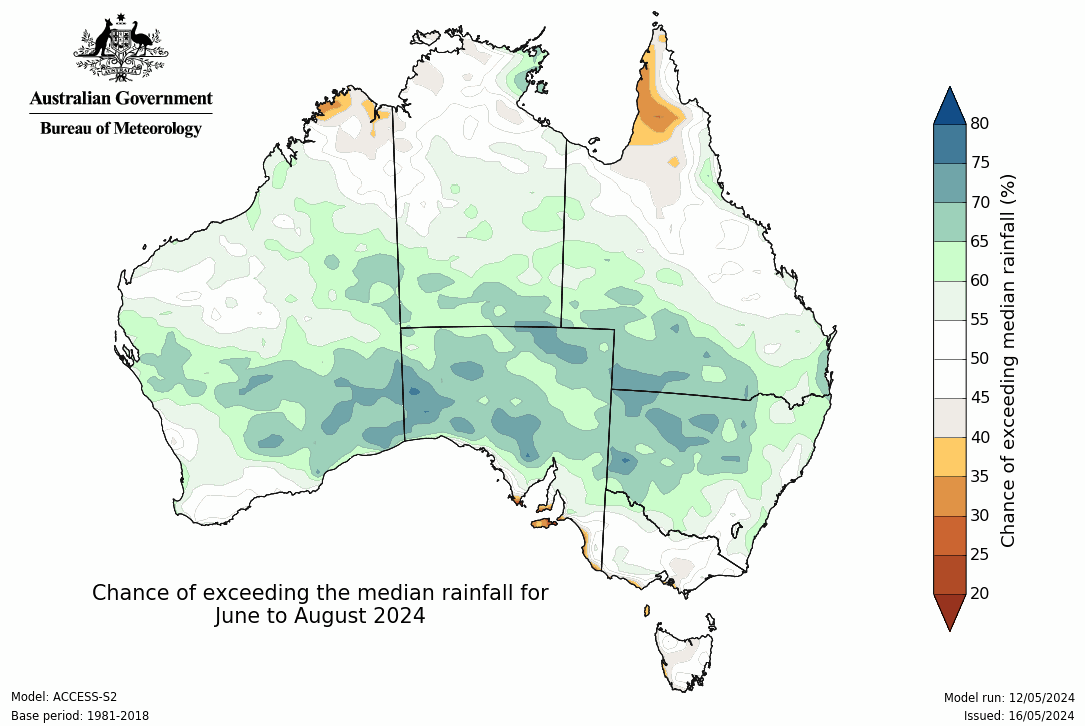 AUSTRALIA
Australian Government
Bureau of Meteorology
80
75
70
65
60
55
50
45
40
35
30
25
20
Chance of exceeding median rainfall (%)
Chance of exceeding the median rainfall for
June to August 2024
Model: ACCESS-S2
Base period: 1981-2018
Model run: 12/05/2024
Issued: 16/05/2024